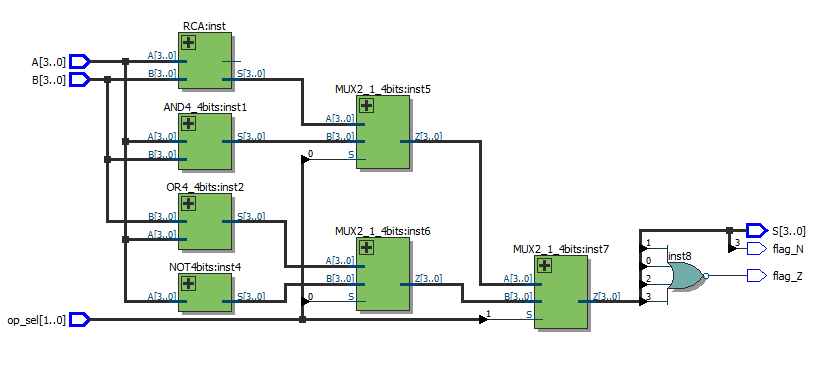 RCA:inst
A[3..0]
B[3..0]
A[3..0]
B[3..0]
S[3..0]
AND4_4bits:inst1
A[3..0]
B[3..0]
S[3..0]
OR4_4bits:inst2
B[3..0]
A[3..0]
S[3..0]
NOT4bits:inst4
A[3..0]
S[3..0]
op_sel[1..0]
MUX2_1_4bits:inst5
A[3..0]
B[3..0]
0
S
Z[3..0]
MUX2_1_4bits:inst6
A[3..0]
B[3..0]
0
S
Z[3..0]
MUX2_1_4bits:inst7
A[3..0]
B[3..0]
1
S
Z[3..0]
inst8
1
0
2
3
S[3..0]
3
flag_N
flag_Z